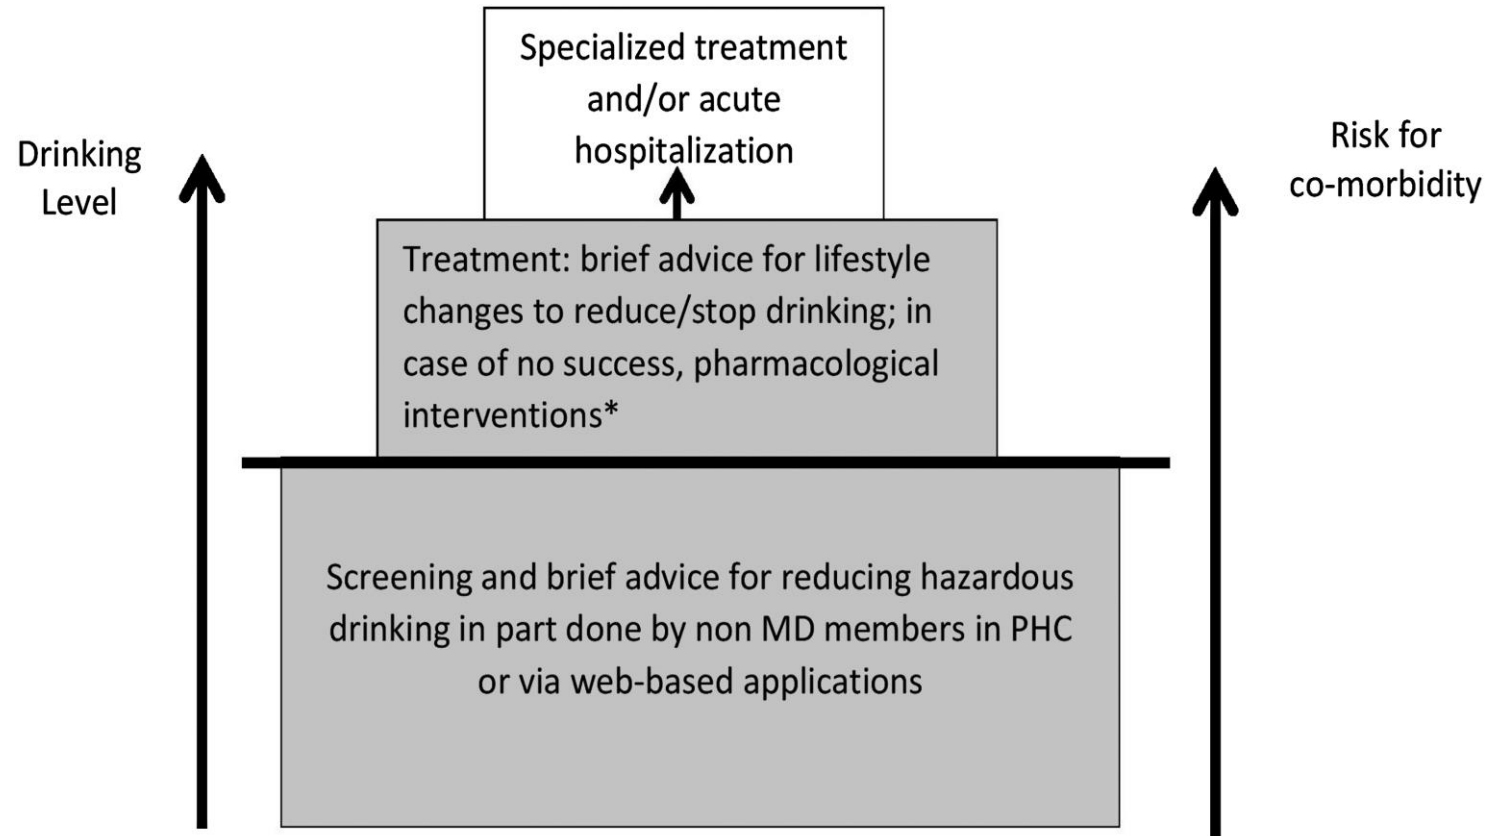 Specialized treatment
and/or acute
hospitalization
Drinking
Level
Risk for
co-morbidity
Treatment: brief advice for lifestyle
changes to reduce/stop drinking; in
case of no success, pharmacological
interventions*
Screening and brief advice for reducing hazardous
drinking in part done by non MD members in PHC
or via web-based applications